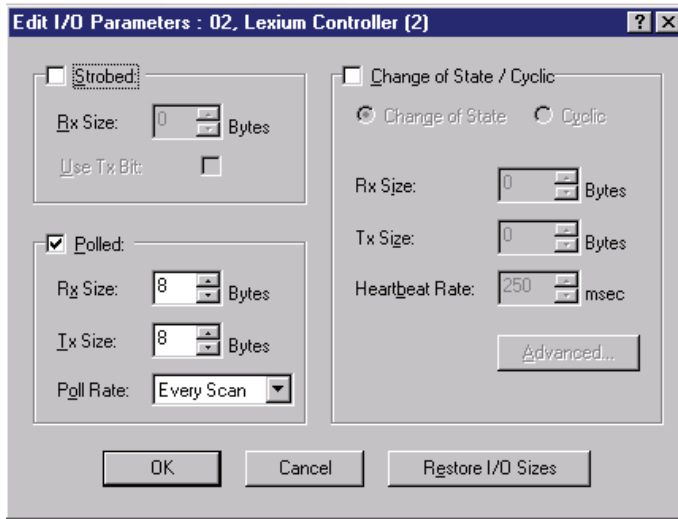 Edit I/O Parameters : 02, Lexium Controller (2)
Strobed:
Rx Size: 0 Bytes
Use Tx Bit:
Polled:
Rx Size: 8 Bytes
Tx Size: 8 Bytes
Poll Rate: Every Scan
Change of State / Cyclic
Change of State Cyclic
Rx Size: 0 Bytes
Tx Size: 0 Bytes
Heartbeat Rate: 250 msec
Advanced...
OK Cancel Restore I/O Sizes